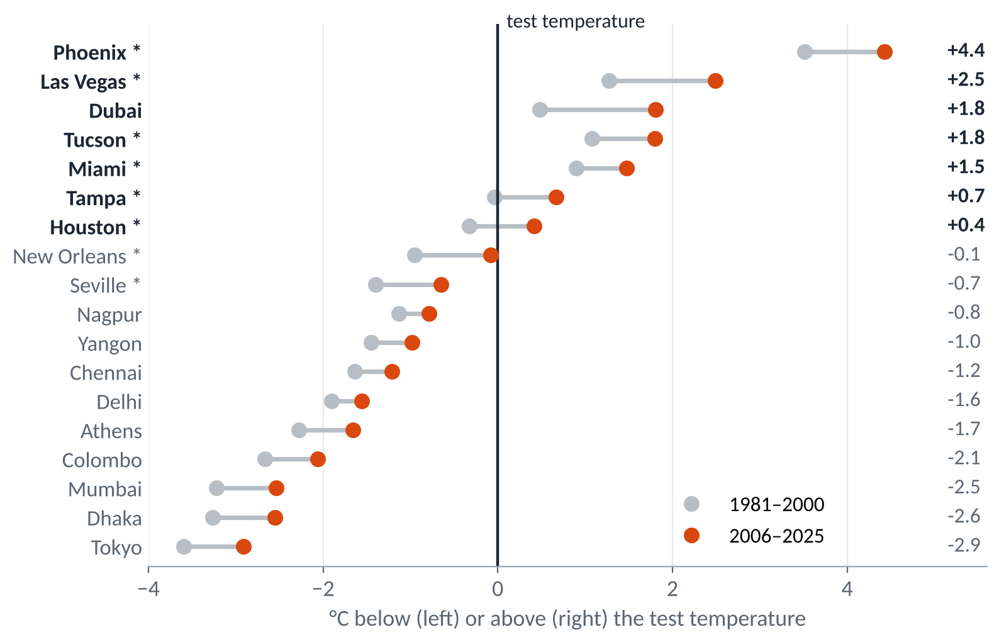 test temperature
Phoenix * +4.4
Las Vegas * +2.5
Dubai +1.8
Tucson * +1.8
Miami * +1.5
Tampa * +0.7
Houston * +0.4
New Orleans * -0.1
Seville * -0.7
Nagpur -0.8
Yangon -1.0
Chennai -1.2
Delhi -1.6
Athens -1.7
Colombo -2.1
Mumbai -2.5
1981–2000
Dhaka -2.6
2006–2025
Tokyo -2.9
−4 −2 0 2 4
°C below (left) or above (right) the test temperature